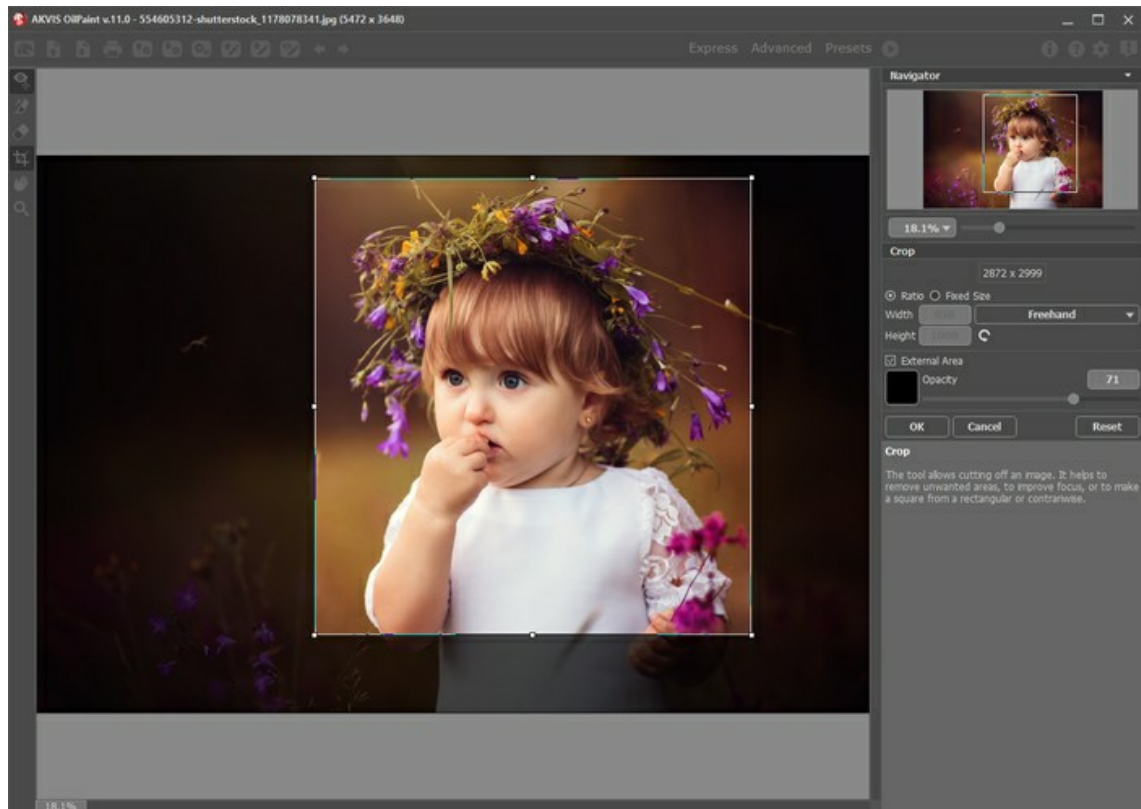 AKVIS OilPaint v.11.0 - 554605312-shutterstock_1178078341.jpg (5472 x 3648)
Express Advanced Presets
Navigator
18.1%
Crop
2872 x 2999
Ratio Fixed Size
Width Freehand
Height
External Area
Opacity 71
OK Cancel Reset
Crop
The tool allows cutting off an image. It helps to
remove unwanted areas, to improve focus, or to make
a square from a rectangular or contrariwise.
18.1%